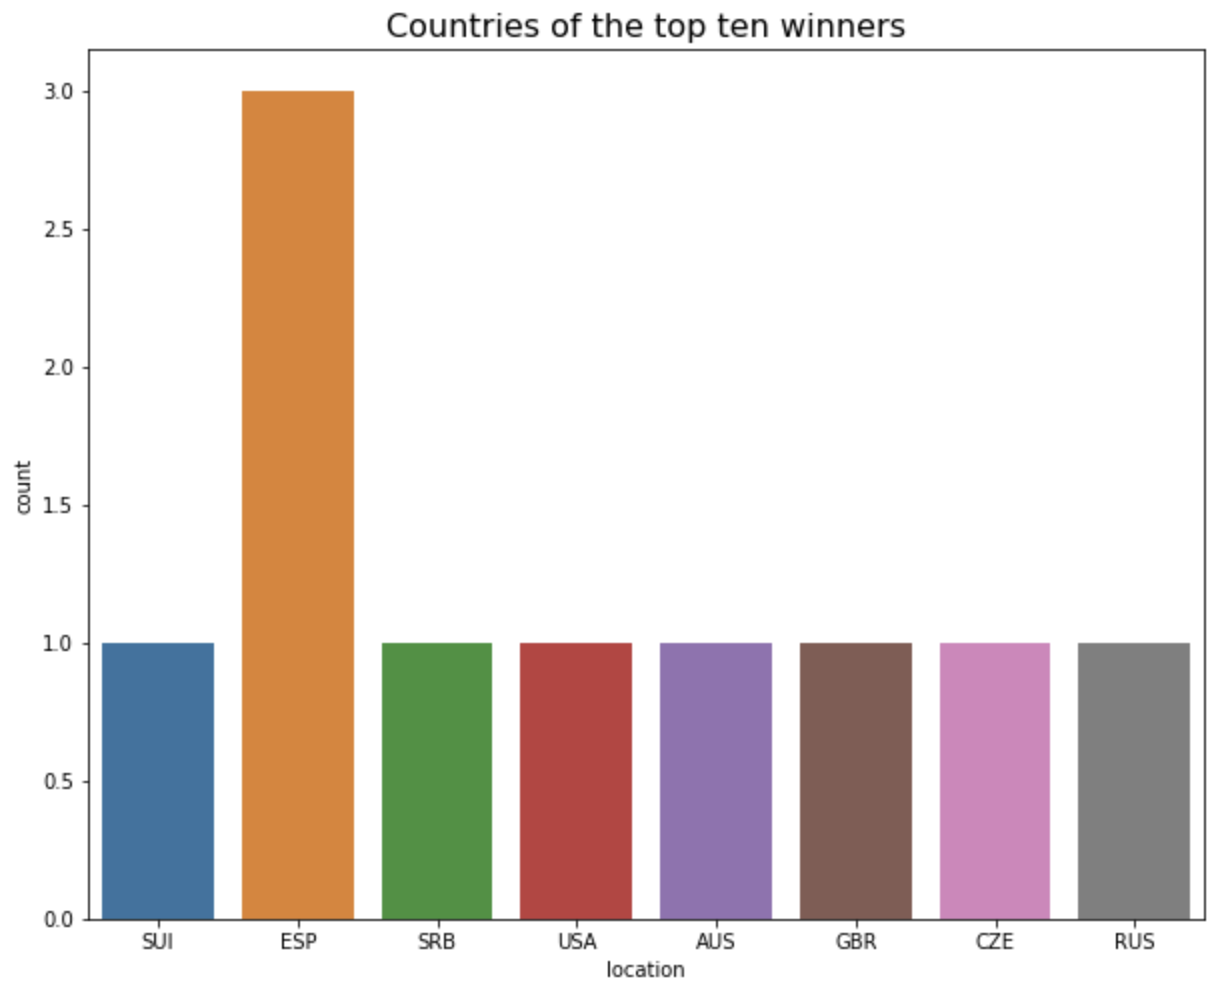 Countries of the top ten winners
3.0
2.5
2.0
1.5
1.0
0.5
0.0
count
SUI ESP SRB USA AUS GBR CZE RUS
location